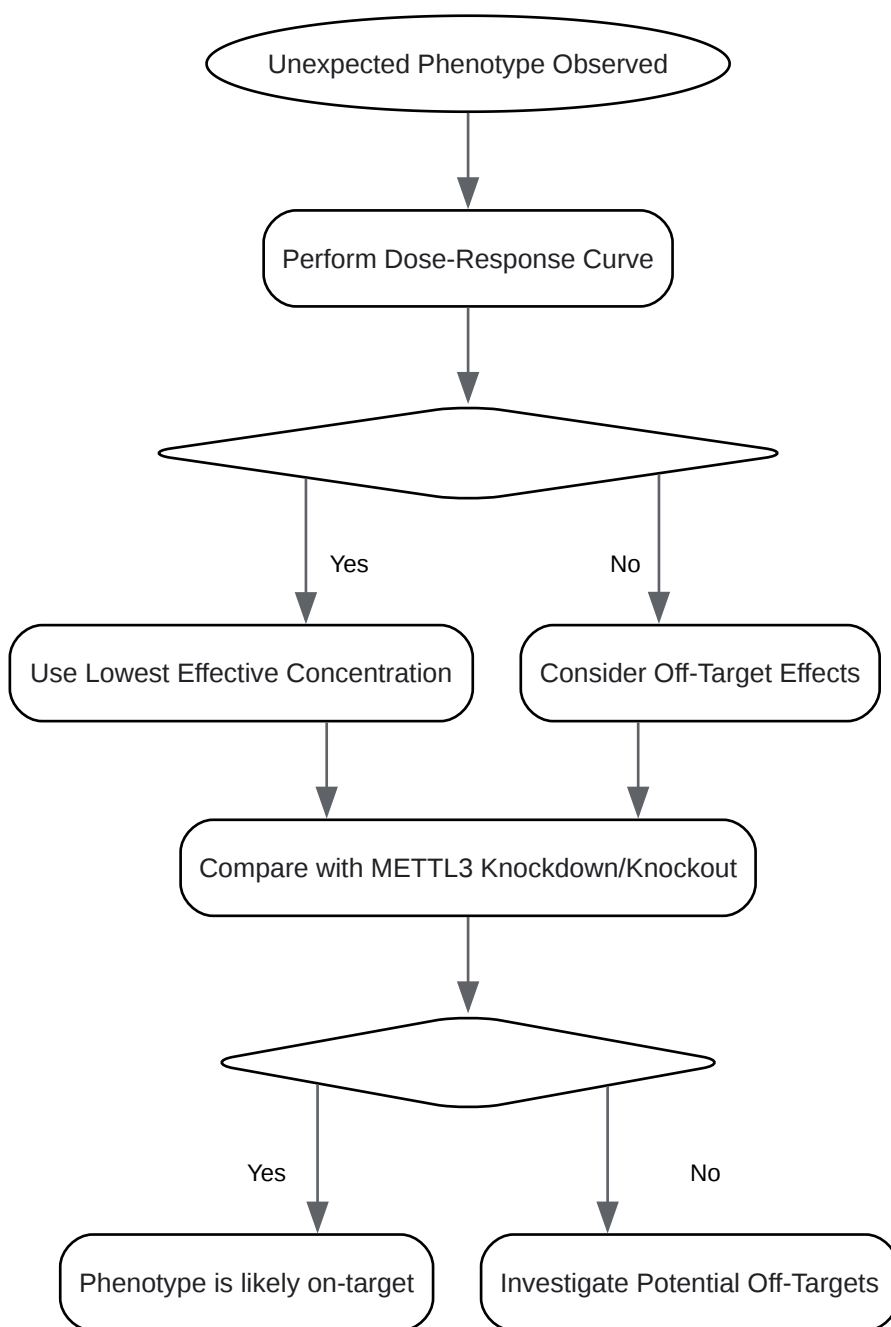 Unexpected Phenotype Observed
Perform Dose-Response Curve
Yes
No
Use Lowest Effective Concentration
Consider Off-Target Effects
Compare with METTL3 Knockdown/Knockout
Yes
No
Phenotype is likely on-target
Investigate Potential Off-Targets